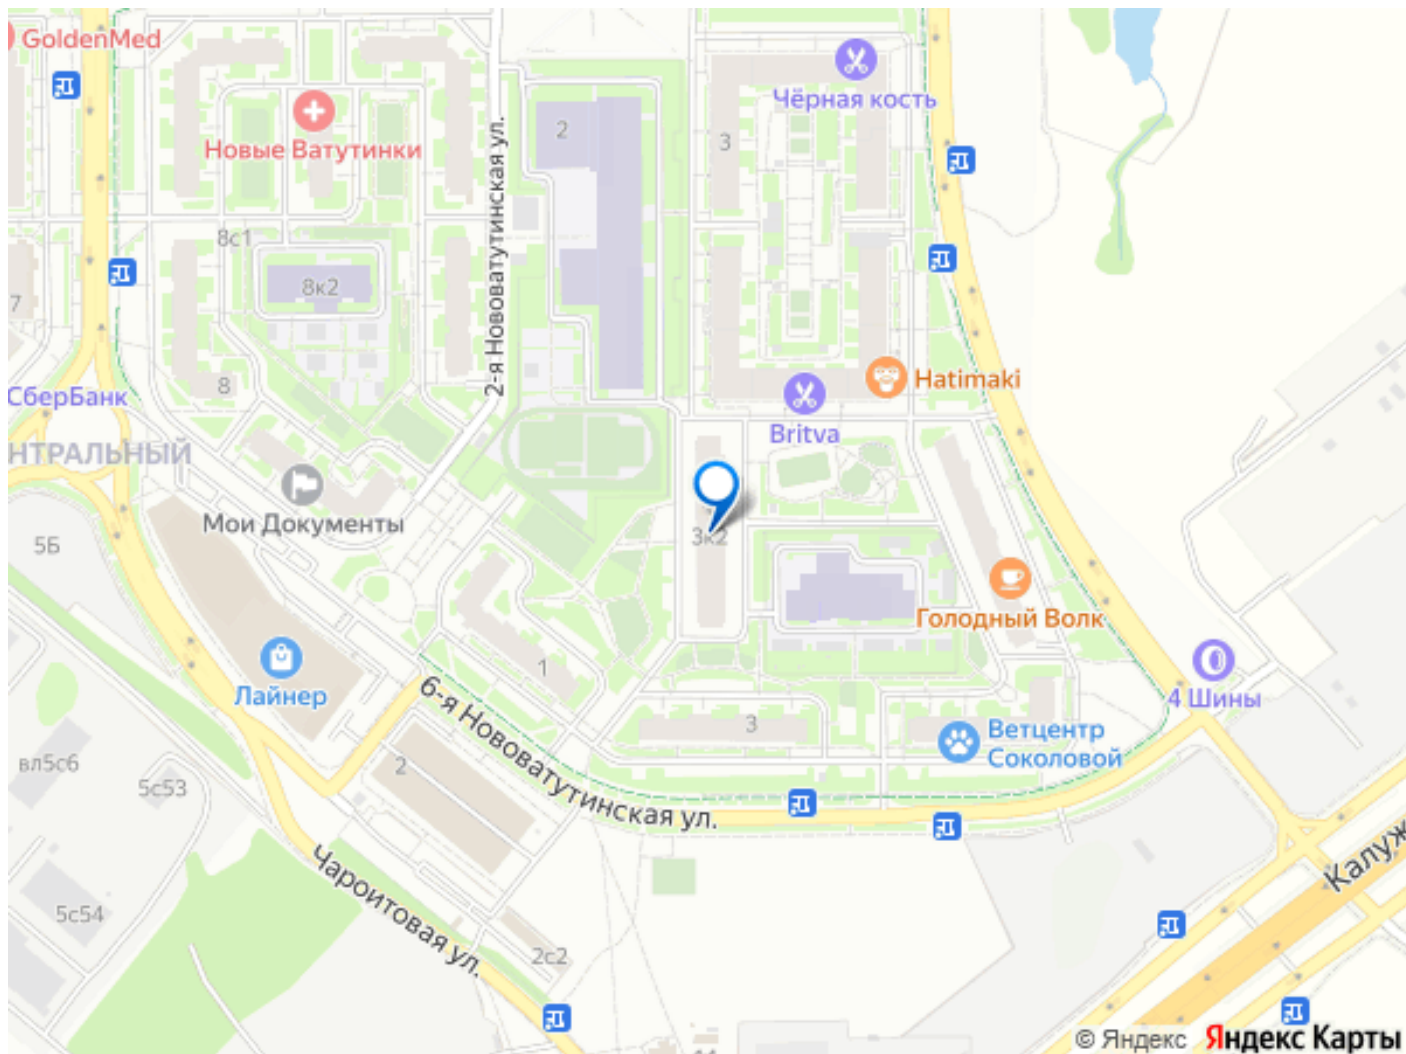 GoldenMed
Чёрная кость
2
3
Новые Ватутинки
2-я Нововатутинская ул.
8с1
8к2
7
8
Hatimaki
СберБанк
Britva
НТРАЛЬНЫЙ
Мои Документы
3к2
5Б
Голодный Волк
1
Лайнер
4 Шины
6-я Нововатутинская ул.
3
Ветцентр
Соколовой
вл5с6
2
5с53
Чароитовая ул.
Калуж
5с54
2с2
© Яндекс Яндекс Карты